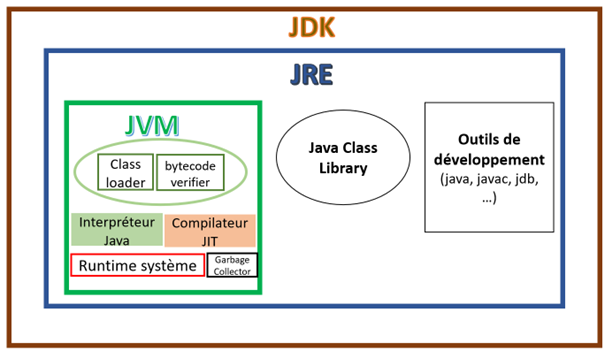 JDK
JRE
JVM
Class
loader
bytecode
verifier
Interpréteur
Java
Compilateur
JIT
Runtime système
Garbage
Collector
Java Class
Library
Outils de
développement
(java, javac, jdb,
…)